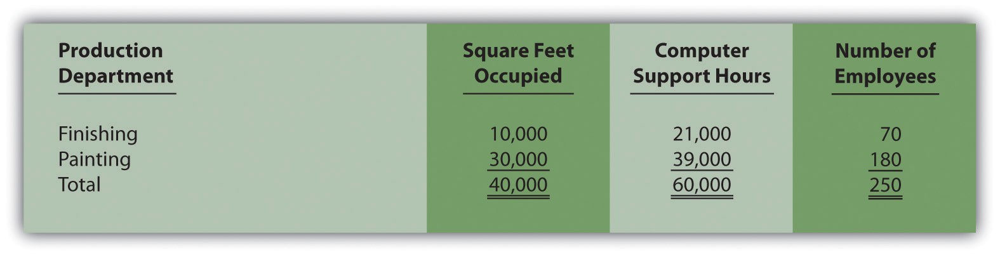 Production Department Square Feet Occupied Computer Support Hours Number of Employees
Finishing 10,000 21,000 70
Painting 30,000 39,000 180
Total 40,000 60,000 250